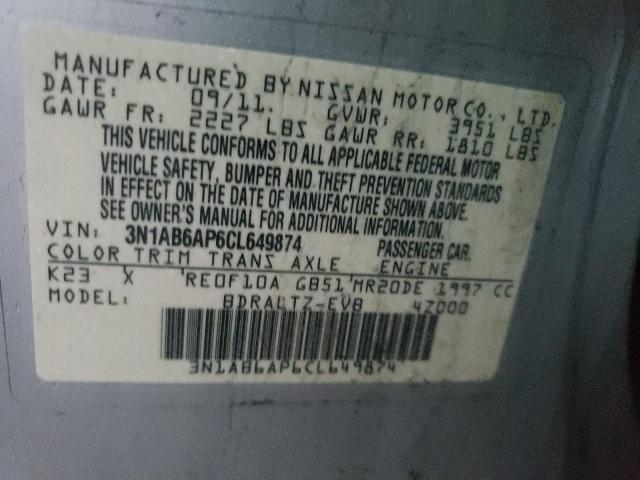 MANUFACTURED BY NISSAN MOTOR CO., LTD.
DATE: 09/11. GVWR: 3951 LBS
GAWR FR: 2227 LBS GAWR RR: 1810 LBS
THIS VEHICLE CONFORMS TO ALL APPLICABLE FEDERAL MOTOR
VEHICLE SAFETY, BUMPER AND THEFT PREVENTION STANDARDS
IN EFFECT ON THE DATE OF MANUFACTURE SHOWN ABOVE.
SEE OWNER'S MANUAL FOR ADDITIONAL INFORMATION.
VIN: 3N1AB6AP6CL649874 PASSENGER CAR.
COLOR TRIM TRANS AXLE ENGINE
K23 X 'RE0F10A GB51'MR20DE 1997 CC
MODEL: BDRALTZ-EV8 4Z000
3N1AB6AP6CL649874